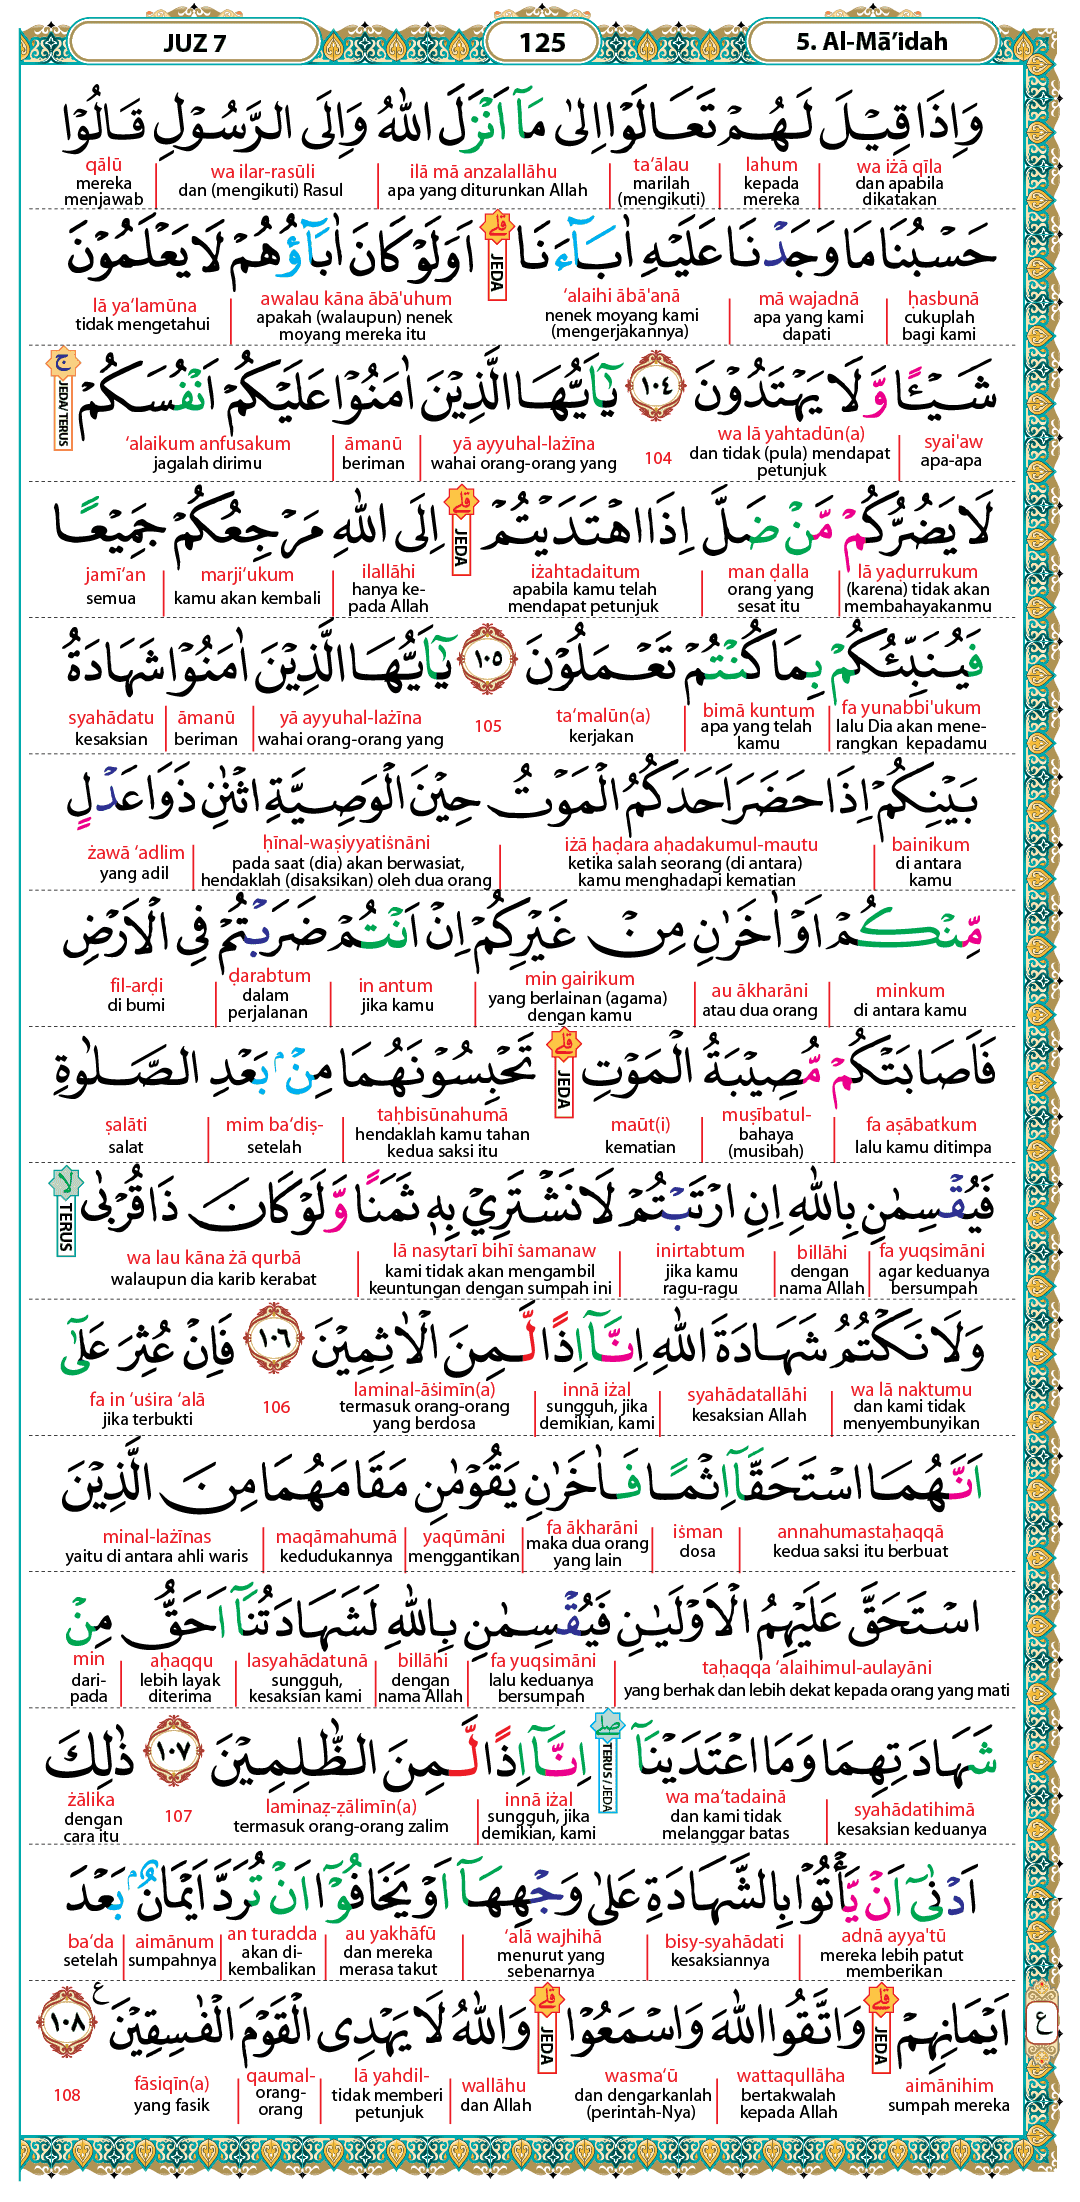 JUZ 7
125
5. Al-Mā’idah
وَاِذَا قِيْلَ لَهُمْ تَعَالَوْا اِلٰى مَآ اَنْزَلَ اللّٰهُ وَاِلَى الرَّسُوْلِ قَالُوْا
wa iżā qīla lahum ta‘ālau ilā mā anzalallāhu wa ilar-rasūli qālū
dan apabila dikatakan kepada mereka marilah (mengikuti) apa yang diturunkan Allah dan (mengikuti) Rasul mereka menjawab
حَسْبُنَا مَا وَجَدْنَا عَلَيْهِ اٰبَآءَنَا ۗ اَوَلَوْ كَانَ اٰبَآؤُهُمْ لَا يَعْلَمُوْنَ
JEDA
ḥasbunā mā wajadnā ‘alaihi ābā'anā awalau kāna ābā'uhum lā ya‘lamūna
cukuplah bagi kami apa yang kami dapati nenek moyang kami (mengerjakannya) apakah (walaupun) nenek moyang mereka itu tidak mengetahui
شَيْـًٔا وَّلَا يَهْتَدُوْنَ ١٠٤ يٰٓاَيُّهَا الَّذِيْنَ اٰمَنُوْا عَلَيْكُمْ اَنْفُسَكُمْ ۚ
JEDA/TERUS
syai'aw wa lā yahtadūn(a) 104 yā ayyuhal-lażīna āmanū ‘alaikum anfusakum
apa-apa dan tidak (pula) mendapat petunjuk wahai orang-orang yang beriman jagalah dirimu
لَا يَضُرُّكُمْ مَّنْ ضَلَّ اِذَا اهْتَدَيْتُمْ ۗ اِلَى اللّٰهِ مَرْجِعُكُمْ جَمِيْعًا
JEDA
lā yaḍurrukum man ḍalla iżahtadaitum ilallāhi marji‘ukum jamī‘an
(karena) tidak akan membahayakanmu orang yang sesat itu apabila kamu telah mendapat petunjuk hanya ke-pada Allah kamu akan kembali semua
فَيُنَبِّئُكُمْ بِمَا كُنْتُمْ تَعْمَلُوْنَ ١٠٥ يٰٓاَيُّهَا الَّذِيْنَ اٰمَنُوْا شَهَادَةُ
fa yunabbi'ukum bimā kuntum ta‘malūn(a) 105 yā ayyuhal-lażīna āmanū syahādatu
lalu Dia akan mene-rangkan kepadamu apa yang telah kamu kerjakan wahai orang-orang yang beriman kesaksian
بَيْنِكُمْ اِذَا حَضَرَ اَحَدَكُمُ الْمَوْتُ حِيْنَ الْوَصِيَّةِ اثْنٰنِ ذَوَا عَدْلٍ
bainikum iżā ḥaḍara aḥadakumul-mautu ḥīnal-waṣiyyatiṡnāni żawā ‘adlim
di antara kamu ketika salah seorang (di antara) kamu menghadapi kematian pada saat (dia) akan berwasiat, hendaklah (disaksikan) oleh dua orang yang adil
مِّنْكُمْ اَوْ اٰخَرٰنِ مِنْ غَيْرِكُمْ اِنْ اَنْتُمْ ضَرَبْتُمْ فِى الْاَرْضِ
minkum au ākharāni min gairikum in antum ḍarabtum fil-arḍi
di antara kamu atau dua orang yang berlainan (agama) dengan kamu jika kamu dalam perjalanan di bumi
فَاَصَابَتْكُمْ مُّصِيْبَةُ الْمَوْتِ ۗ تَحْبِسُوْنَهُمَا مِنْۢ بَعْدِ الصَّلٰوةِ
JEDA
fa aṣābatkum muṣībatul- maūt(i) taḥbisūnahumā mim ba‘diṣ- ṣalāti
lalu kamu ditimpa bahaya (musibah) kematian hendaklah kamu tahan kedua saksi itu setelah salat
فَيُقْسِمٰنِ بِاللّٰهِ اِنِ ارْتَبْتُمْ لَا نَشْتَرِيْ بِهٖ ثَمَنًا وَّلَوْ كَانَ ذَا قُرْبٰى ۙ
TERUS
fa yuqsimāni billāhi inirtabtum lā nasytarī bihī ṡamanaw wa lau kāna żā qurbā
agar keduanya bersumpah dengan nama Allah jika kamu ragu-ragu kami tidak akan mengambil keuntungan dengan sumpah ini walaupun dia karib kerabat
وَلَا نَكْتُمُ شَهَادَةَ اللّٰهِ اِنَّآ اِذًا لَّمِنَ الْاٰثِمِيْنَ ١٠٦ فَاِنْ عُثِرَ عَلٰٓى
wa lā naktumu syahādatallāhi innā iżal laminal-āṡimīn(a) 106 fa in ‘uṡira ‘alā
dan kami tidak menyembunyikan kesaksian Allah sungguh, jika demikian, kami termasuk orang-orang yang berdosa jika terbukti
اَنَّهُمَا اسْتَحَقَّآ اِثْمًا فَاٰخَرٰنِ يَقُوْمٰنِ مَقَامَهُمَا مِنَ الَّذِيْنَ
annahumastaḥaqqā iṡman fa ākharāni yaqūmāni maqāmahumā minal-lażīnas
kedua saksi itu berbuat dosa maka dua orang yang lain menggantikan kedudukannya yaitu di antara ahli waris
اسْتَحَقَّ عَلَيْهِمُ الْاَوْلَيٰنِ فَيُقْسِمٰنِ بِاللّٰهِ لَشَهَادَتُنَآ اَحَقُّ مِنْ
taḥaqqa ‘alaihimul-aulayāni fa yuqsimāni billāhi lasyahādatunā aḥaqqu min
yang berhak dan lebih dekat kepada orang yang mati lalu keduanya bersumpah dengan nama Allah sungguh, kesaksian kami lebih layak diterima dari-pada
شَهَادَتِهِمَا وَمَا اعْتَدَيْنَآ ۖ اِنَّآ اِذًا لَّمِنَ الظّٰلِمِيْنَ ١٠٧ ذٰلِكَ
TERUS/JEDA
syahādatihimā wa ma‘tadainā innā iżal laminaẓ-ẓālimīn(a) 107 żālika
kesaksian keduanya dan kami tidak melanggar batas sungguh, jika demikian, kami termasuk orang-orang zalim dengan cara itu
اَدْنٰىٓ اَنْ يَّأْتُوْا بِالشَّهَادَةِ عَلٰى وَجْهِهَآ اَوْ يَخَافُوْٓا اَنْ تُرَدَّ اَيْمَانٌۢ بَعْدَ
adnā ayya'tū bisy-syahādati ‘alā wajhihā au yakhāfū an turadda aimānum ba‘da
mereka lebih patut memberikan kesaksiannya menurut yang sebenarnya dan mereka merasa takut akan di-kembalikan sumpahnya setelah
اَيْمَانِهِمْ ۗ وَاتَّقُوا اللّٰهَ وَاسْمَعُوْا ۗ وَاللّٰهُ لَا يَهْدِى الْقَوْمَ الْفٰسِقِيْنَ ١٠٨ ع
JEDA JEDA
ع
aimānihim wattaqullāha wasma‘ū wallāhu lā yahdil- qaumal- fāsiqīn(a) 108
sumpah mereka bertakwalah kepada Allah dan dengarkanlah (perintah-Nya) dan Allah tidak memberi petunjuk orang-orang yang fasik